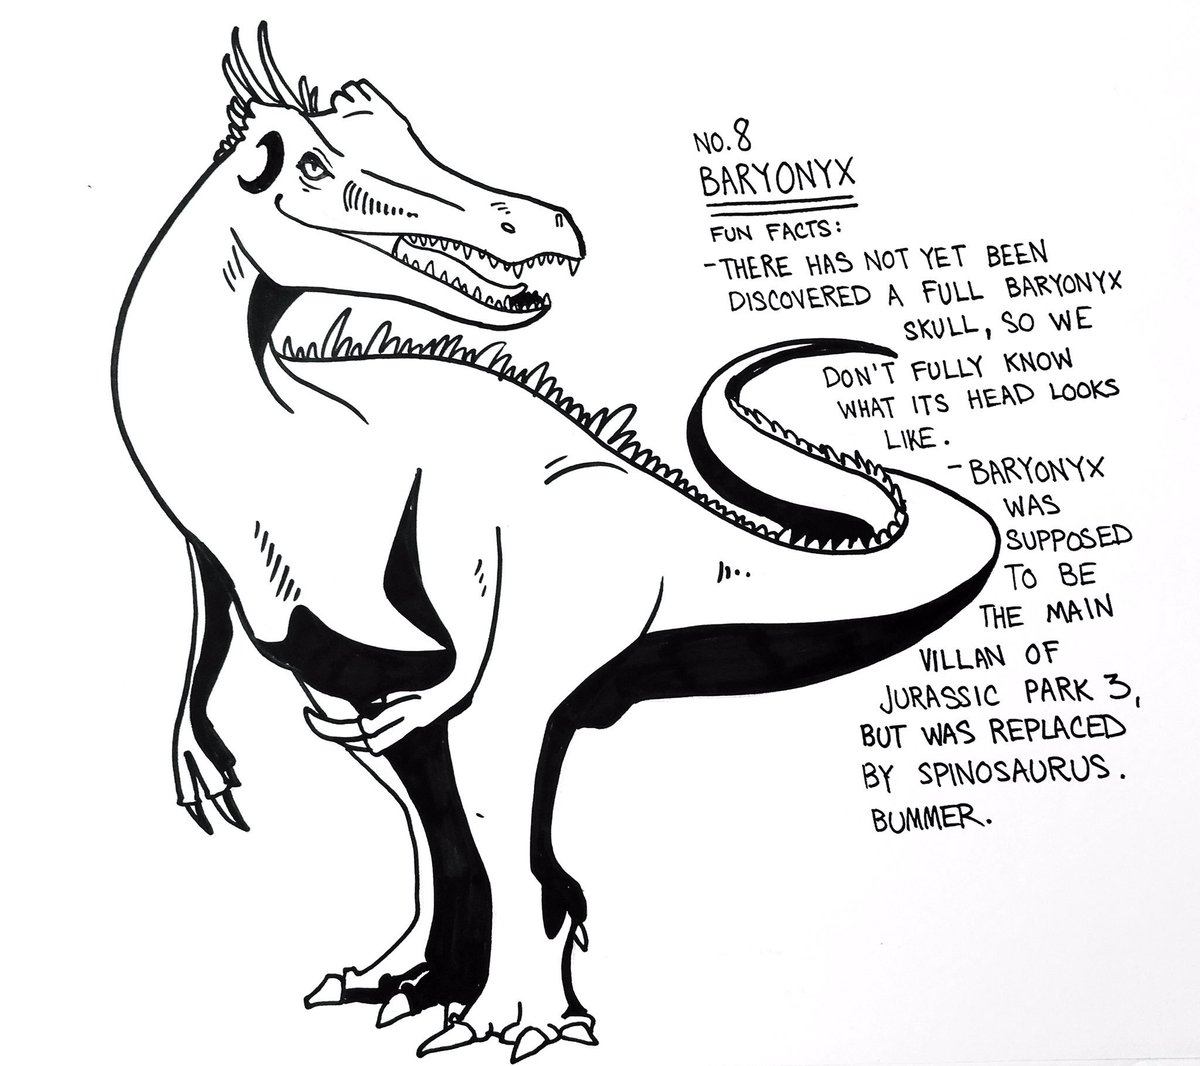 NO. 8
BARYONYX
FUN FACTS:
-THERE HAS NOT YET BEEN
DISCOVERED A FULL BARYONYX
SKULL, SO WE
DON'T FULLY KNOW
WHAT ITS HEAD LOOKS
LIKE.
-BARYONYX
WAS
SUPPOSED
TO BE
THE MAIN
VILLAN OF
JURASSIC PARK 3,
BUT WAS REPLACED
BY SPINOSAURUS.
BUMMER.